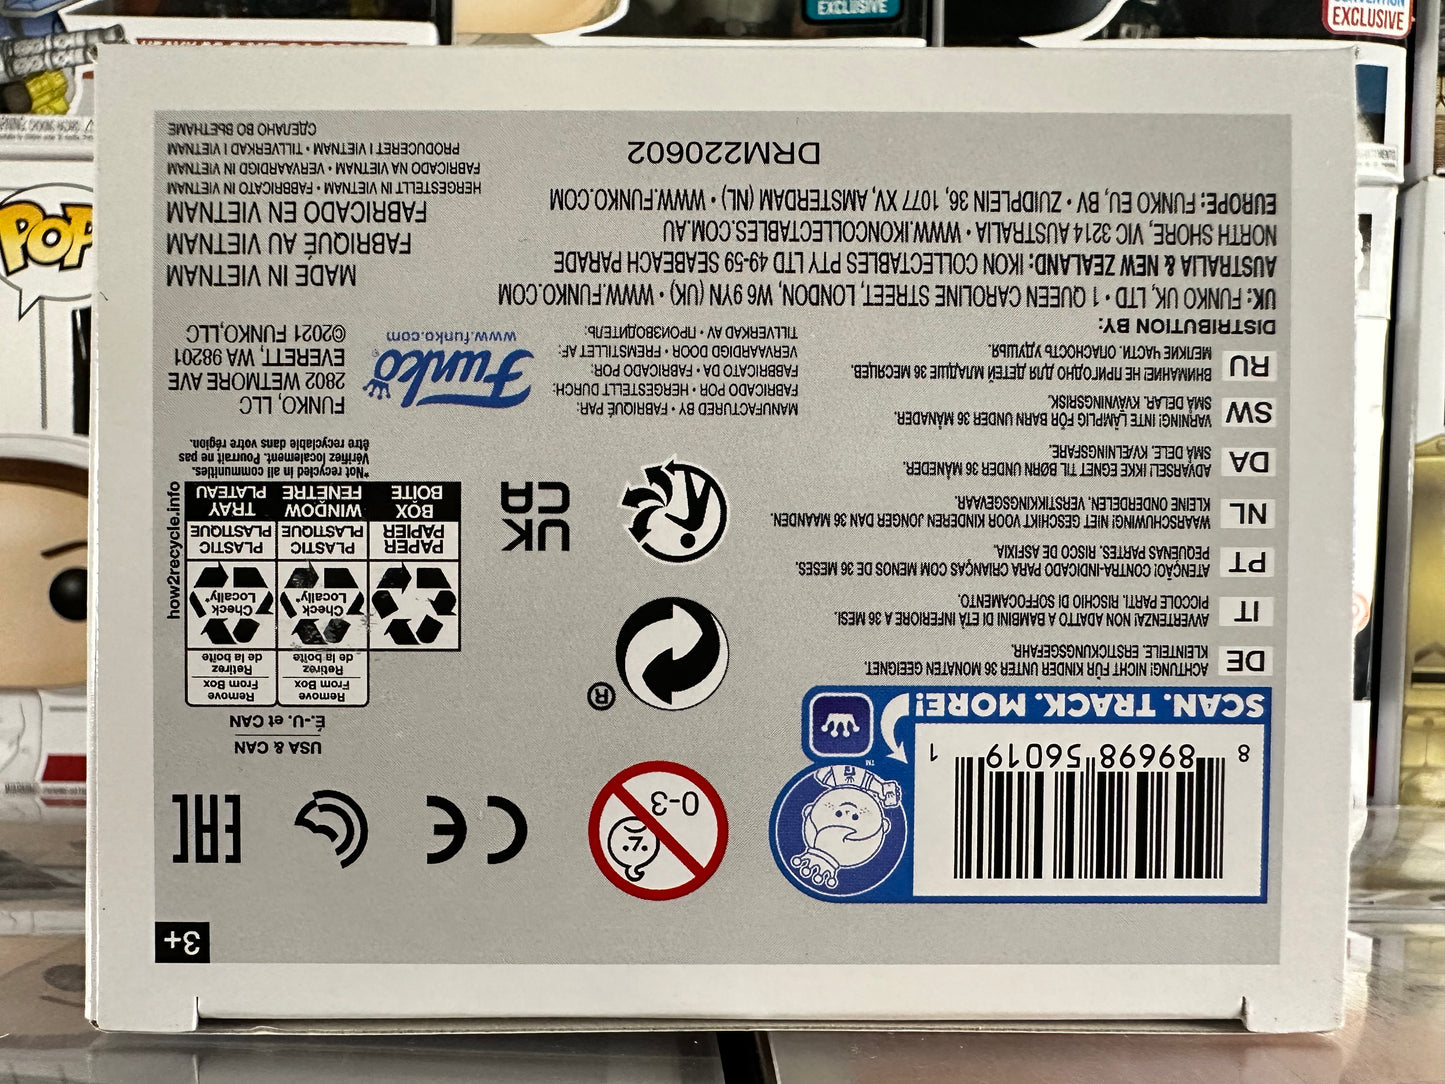 3+
SCAN. TRACK. MORE!
8 89698 56019 1
™
0-3
CE
EAC
USA & CAN
É.-U. et CAN
Remove
From Box
Retirez
de la boîte
Remove
From Box
Retirez
de la boîte
Check
Locally*
Check
Locally*
PAPER
PAPIER
BOX
BOÎTE
PLASTIC
PLASTIQUE
WINDOW
FENÊTRE
PLASTIC
PLASTIQUE
TRAY
PLATEAU
how2recycle.info
*Not recycled in all communities.
Vérifiez localement. Pourrait ne pas
être recyclable dans votre région.
®
UK
CA
DE
ACHTUNG! NICHT FÜR KINDER UNTER 36 MONATEN GEEIGNET.
KLEINTEILE. ERSTICKUNGSGEFAHR.
IT
AVVERTENZA! NON ADATTO A BAMBINI DI ETÀ INFERIORE A 36 MESI.
PICCOLE PARTI. RISCHIO DI SOFFOCAMENTO.
PT
ATENÇÃO! CONTRA-INDICADO PARA CRIANÇAS COM MENOS DE 36 MESES.
PEQUENAS PARTES. RISCO DE ASFIXIA.
NL
WAARSCHUWING! NIET GESCHIKT VOOR KINDEREN JONGER DAN 36 MAANDEN.
KLEINE ONDERDELEN, VERSTIKKINGSGEVAAR.
DA
ADVARSEL! IKKE EGNET TIL BØRN UNDER 36 MÅNEDER.
SMÅ DELE. KVÆLNINGSFARE.
SW
VARNING! INTE LÄMPLIG FÖR BARN UNDER 36 MÅNADER.
SMÅ DELAR. KVÄVNINGSRISK.
RU
ВНИМАНИЕ! НЕ ПРИГОДНО ДЛЯ ДЕТЕЙ МЛАДШЕ 36 МЕСЯЦЕВ.
МЕЛКИЕ ЧАСТИ. ОПАСНОСТЬ УДУШЬЯ.
MANUFACTURED BY • FABRIQUÉ PAR:
FABRICADO POR • HERGESTELLT DURCH:
FABRICATO DA • FABRICADO POR:
VERVAARDIGD DOOR • FREMSTILLET AF:
TILLVERKAD AV • ПРОИЗВОДИТЕЛЬ:
Funko®
www.funko.com
FUNKO, LLC
2802 WETMORE AVE
EVERETT, WA 98201
©2021 FUNKO,LLC
DISTRIBUTION BY:
UK: FUNKO UK, LTD • 1 QUEEN CAROLINE STREET, LONDON, W6 9YN (UK) • WWW.FUNKO.COM
AUSTRALIA & NEW ZEALAND: IKON COLLECTABLES PTY LTD 49-59 SEABEACH PARADE
NORTH SHORE, VIC 3214 AUSTRALIA • WWW.IKONCOLLECTABLES.COM.AU
EUROPE: FUNKO EU, BV • ZUIDPLEIN 36, 1077 XV, AMSTERDAM (NL) • WWW.FUNKO.COM
DRM220602
MADE IN VIETNAM
FABRIQUÉ AU VIETNAM
FABRICADO EN VIETNAM
HERGESTELLT IN VIETNAM • FABBRICATO IN VIETNAM
FABRICADO NA VIETNAM • VERVAARDIGD IN VIETNAM
PRODUCERET I VIETNAM • TILLVERKAD I VIETNAM
СДЕЛАНО ВО ВЬЕТНАМЕ
EXCLUSIVE
CONVENTION
EXCLUSIVE
POP